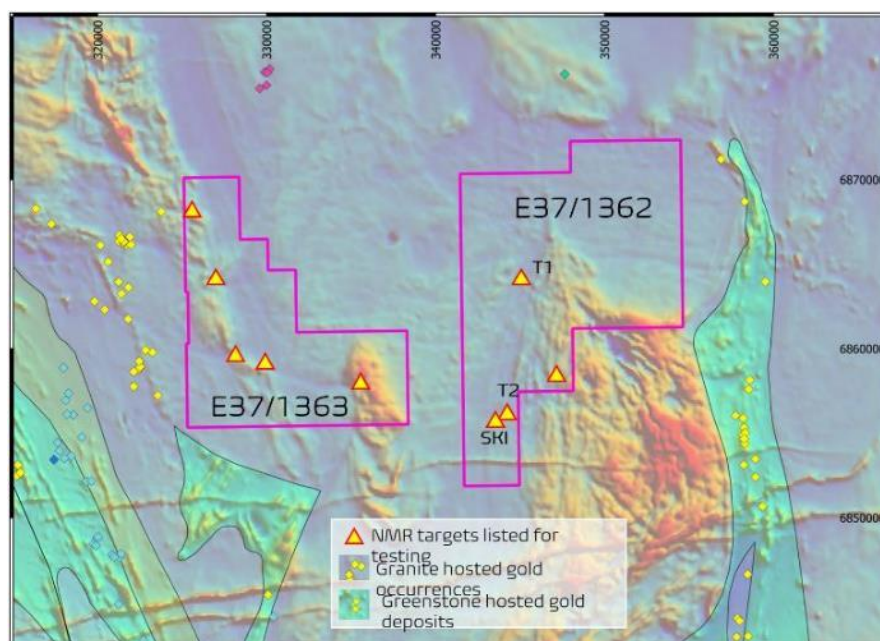 320000
330000
340000
350000
360000
6870000
E37/1362
T1
6860000
T2
E37/1363
SKI
6850000
NMR targets listed for
testing
Granite hosted gold
occurrences
Greenstone hosted gold
deposits